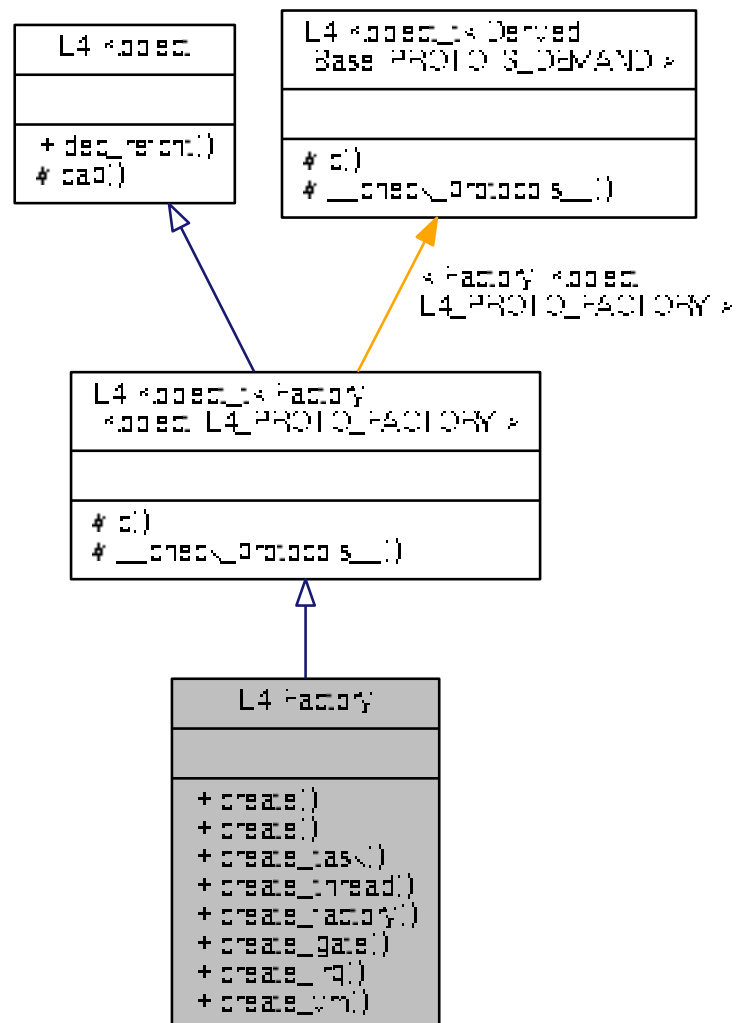 L4::Kobject
+ dec_refcnt()
# cap()
L4::Kobject_t< Derived,
Base, PROTO, S_DEMAND >
# c()
# __check_protocols__()
< Factory, Kobject,
L4_PROTO_FACTORY >
L4::Kobject_t< Factory,
Kobject, L4_PROTO_FACTORY >
# c()
# __check_protocols__()
L4::Factory
+ create()
+ create()
+ create_task()
+ create_thread()
+ create_factory()
+ create_gate()
+ create_irq()
+ create_vm()